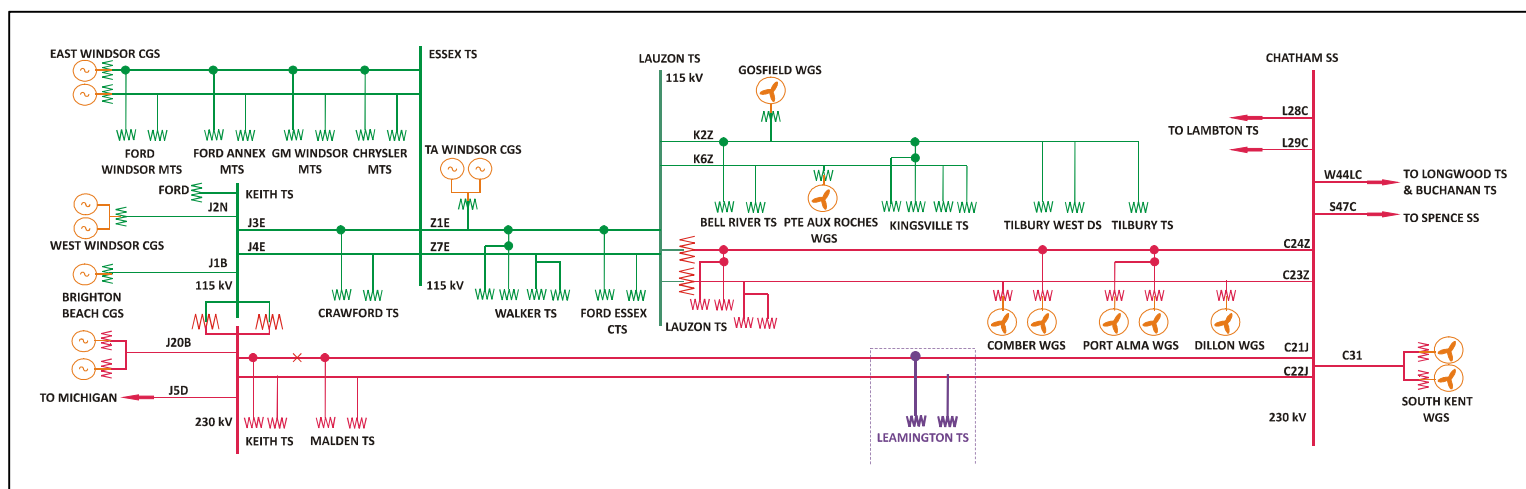 EAST WINDSOR CGS
ESSEX TS
LAUZON TS
115 kV
GOSFIELD WGS
CHATHAM SS
L28C
TO LAMBTON TS
L29C
K2Z
K6Z
W44LC
TO LONGWOOD TS
& BUCHANAN TS
S47C
TO SPENCE SS
FORD
WINDSOR MTS
FORD ANNEX
MTS
GM WINDSOR
MTS
CHRYSLER
MTS
TA WINDSOR CGS
FORD
KEITH TS
J2N
WEST WINDSOR CGS
J3E
J4E
Z1E
Z7E
BELL RIVER TS
PTE AUX ROCHES
WGS
KINGSVILLE TS
TILBURY WEST DS
TILBURY TS
C24Z
C23Z
J1B
115 kV
BRIGHTON
BEACH CGS
115 kV
CRAWFORD TS
WALKER TS
FORD ESSEX
CTS
LAUZON TS
COMBER WGS
PORT ALMA WGS
DILLON WGS
J20B
C21J
C22J
C31
TO MICHIGAN
J5D
230 kV
KEITH TS
MALDEN TS
LEAMINGTON TS
230 kV
SOUTH KENT
WGS